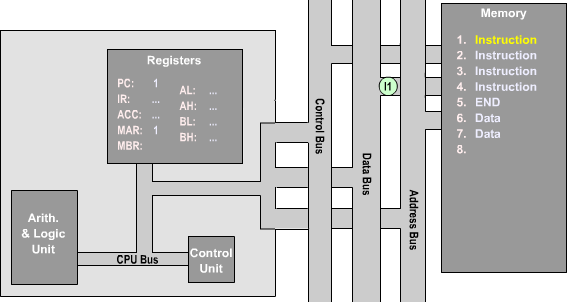 Memory
1. Instruction
2. Instruction
3. Instruction
4. Instruction
5. END
6. Data
7. Data
8.
Registers
PC: 1
IR: ...
ACC: ...
MAR: 1
MBR:
AL: ...
AH: ...
BL: ...
BH: ...
I1
Control Bus
Data Bus
Address Bus
Arith.
& Logic
Unit
CPU Bus
Control
Unit